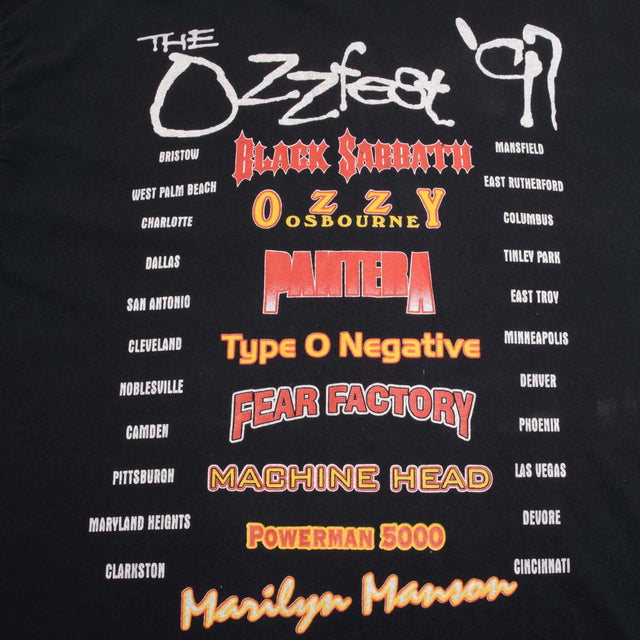 THE
Ozzfest '97
BRISTOW
WEST PALM BEACH
CHARLOTTE
DALLAS
SAN ANTONIO
CLEVELAND
NOBLESVILLE
CAMDEN
PITTSBURGH
MARYLAND HEIGHTS
CLARKSTON
BLACK SABBATH
OZZY
OSBOURNE
PANTERA
Type O Negative
FEAR FACTORY
MACHINE HEAD
POWERMAN 5000
Marilyn Manson
MANSFIELD
EAST RUTHERFORD
COLUMBUS
TINLEY PARK
EAST TROY
MINNEAPOLIS
DENVER
PHOENIX
LAS VEGAS
DEVORE
CINCINNATI